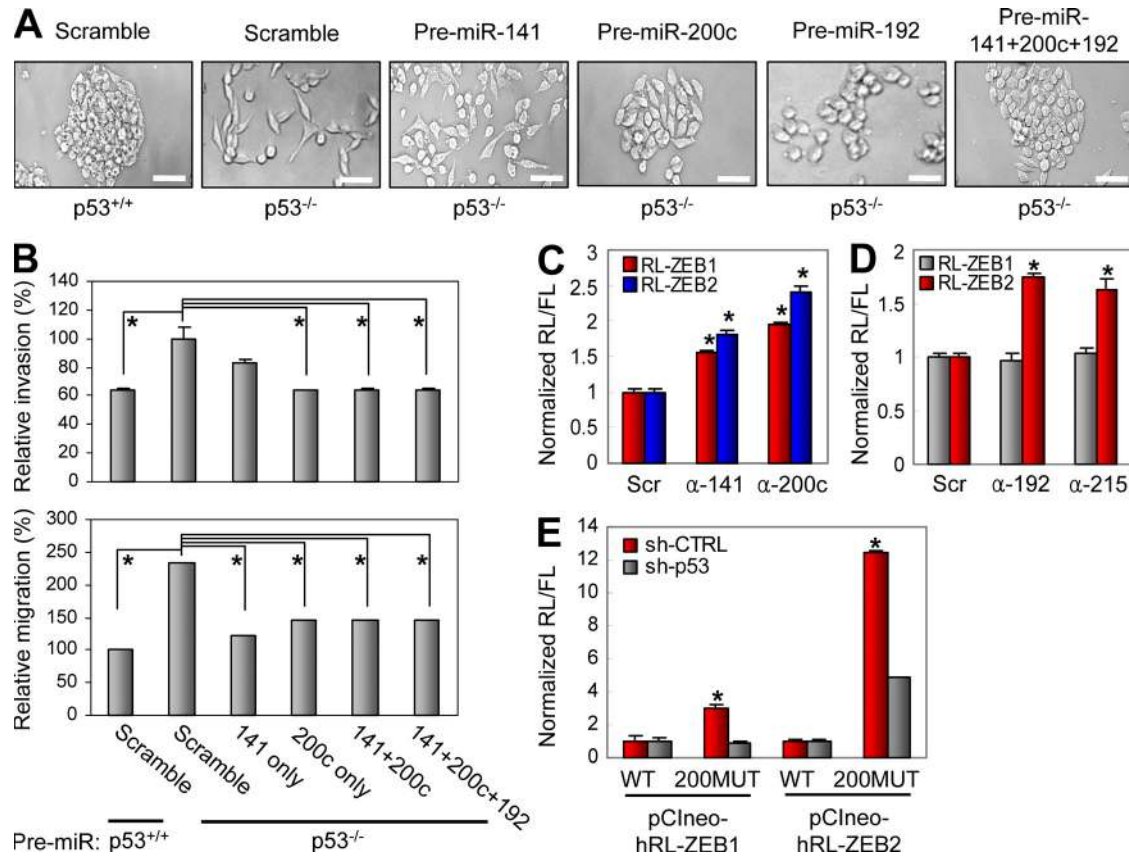 A
Scramble
Scramble
Pre-miR-141
Pre-miR-200c
Pre-miR-192
Pre-miR-
141+200c+192
p53+/+
p53-/-
p53-/-
p53-/-
p53-/-
p53-/-
B
Relative invasion (%)
140
120
100
80
60
40
20
0
* * * *
Relative migration (%)
300
250
200
150
100
50
0
* * * * *
Scramble
Scramble
141 only
200c only
141+200c
141+200c+192
Pre-miR: p53+/+
p53-/-
C
Normalized RL/FL
3
2.5
2
1.5
1
0.5
0
RL-ZEB1
RL-ZEB2
* * * *
Scr α-141 α-200c
D
Normalized RL/FL
2
1.5
1
0.5
0
RL-ZEB1
RL-ZEB2
* *
Scr α-192 α-215
E
Normalized RL/FL
14
12
10
8
6
4
2
0
sh-CTRL
sh-p53
* *
WT 200MUT WT 200MUT
pCIneo-
hRL-ZEB1
pCIneo-
hRL-ZEB2